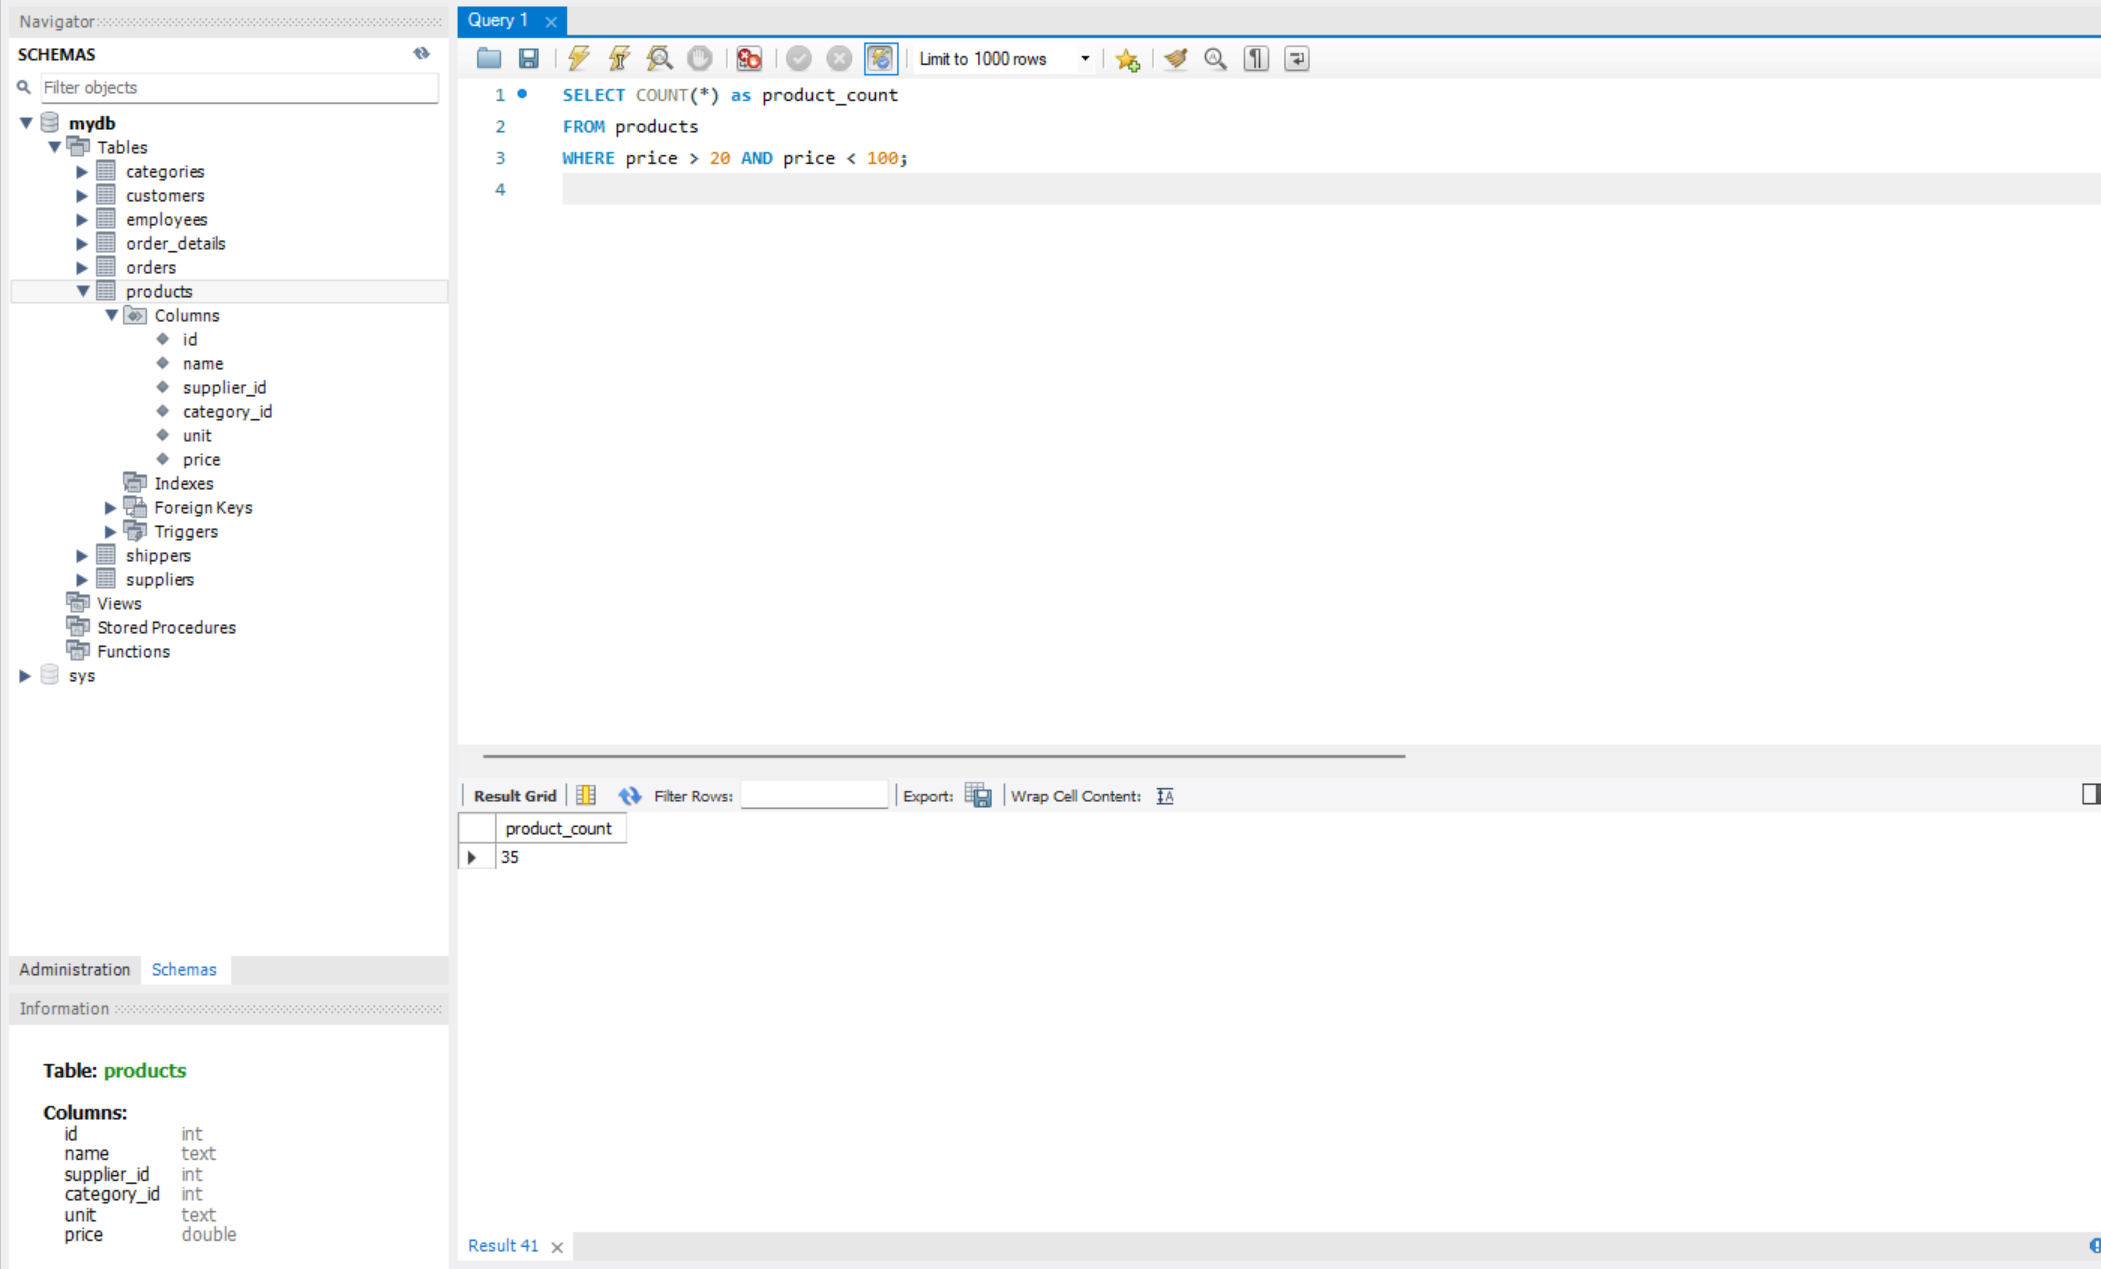 Navigator
SCHEMAS
Filter objects
mydb
Tables
categories
customers
employees
order_details
orders
products
Columns
id
name
supplier_id
category_id
unit
price
Indexes
Foreign Keys
Triggers
shippers
suppliers
Views
Stored Procedures
Functions
sys
Administration Schemas
Information
Table: products
Columns:
id int
name text
supplier_id int
category_id int
unit text
price double
Query 1
Limit to 1000 rows
1 SELECT COUNT(*) as product_count
2 FROM products
3 WHERE price > 20 AND price < 100;
4
Result Grid Filter Rows: Export: Wrap Cell Content:
product_count
35
Result 41